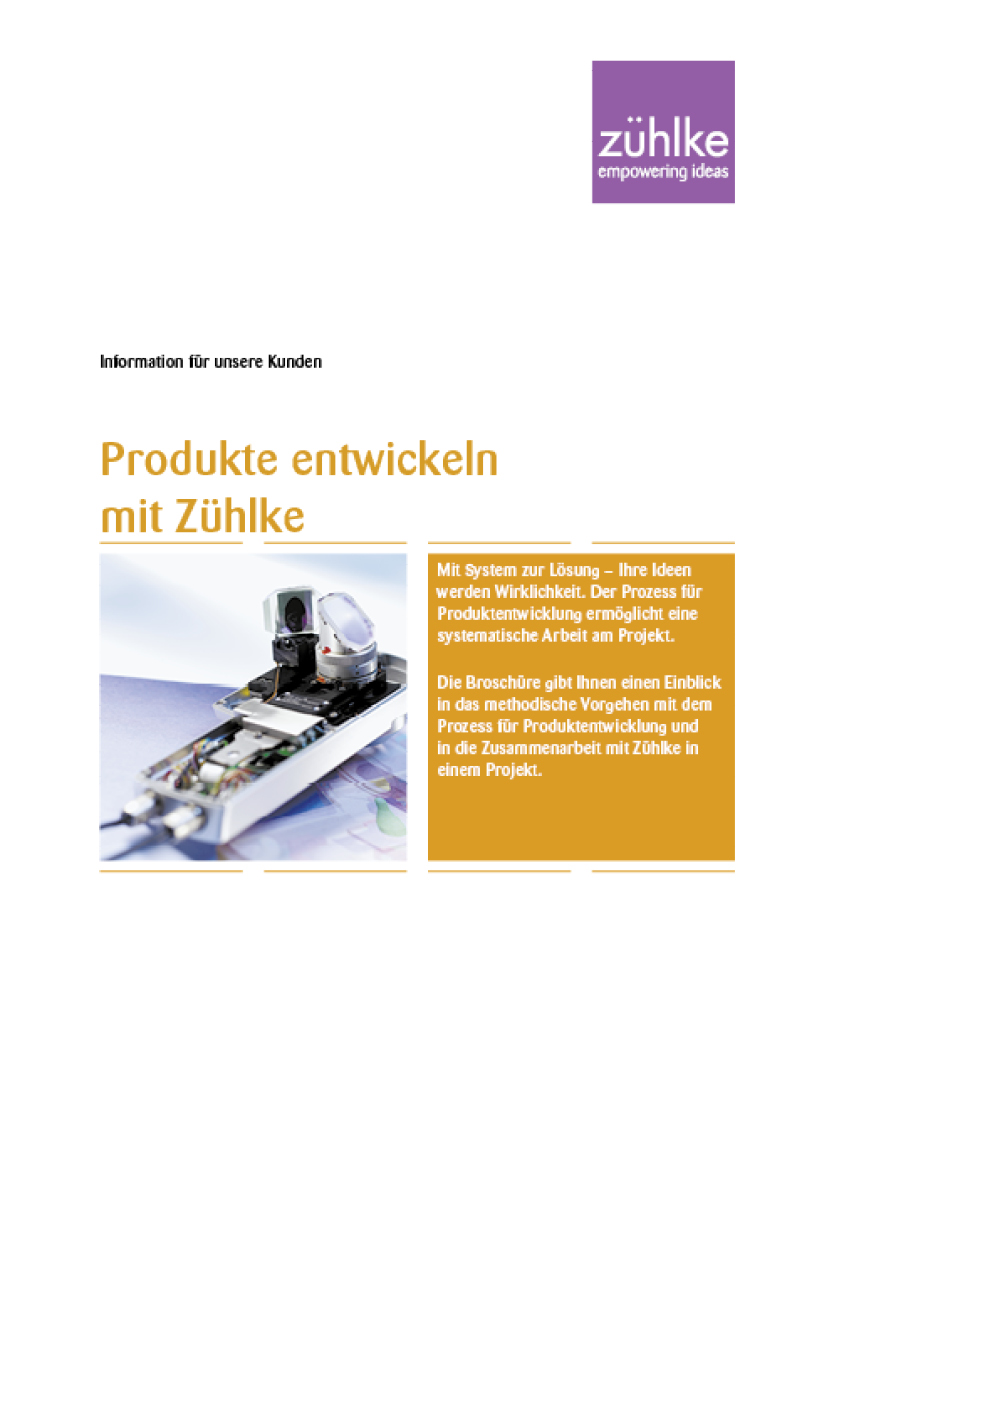 zühlke
empowering ideas
Information für unsere Kunden
Produkte entwickeln
mit Zühlke
Mit System zur Lösung – Ihre Ideen
werden Wirklichkeit. Der Prozess für
Produktentwicklung ermöglicht eine
systematische Arbeit am Projekt.
Die Broschüre gibt Ihnen einen Einblick
in das methodische Vorgehen mit dem
Prozess für Produktentwicklung und
in die Zusammenarbeit mit Zühlke in
einem Projekt.